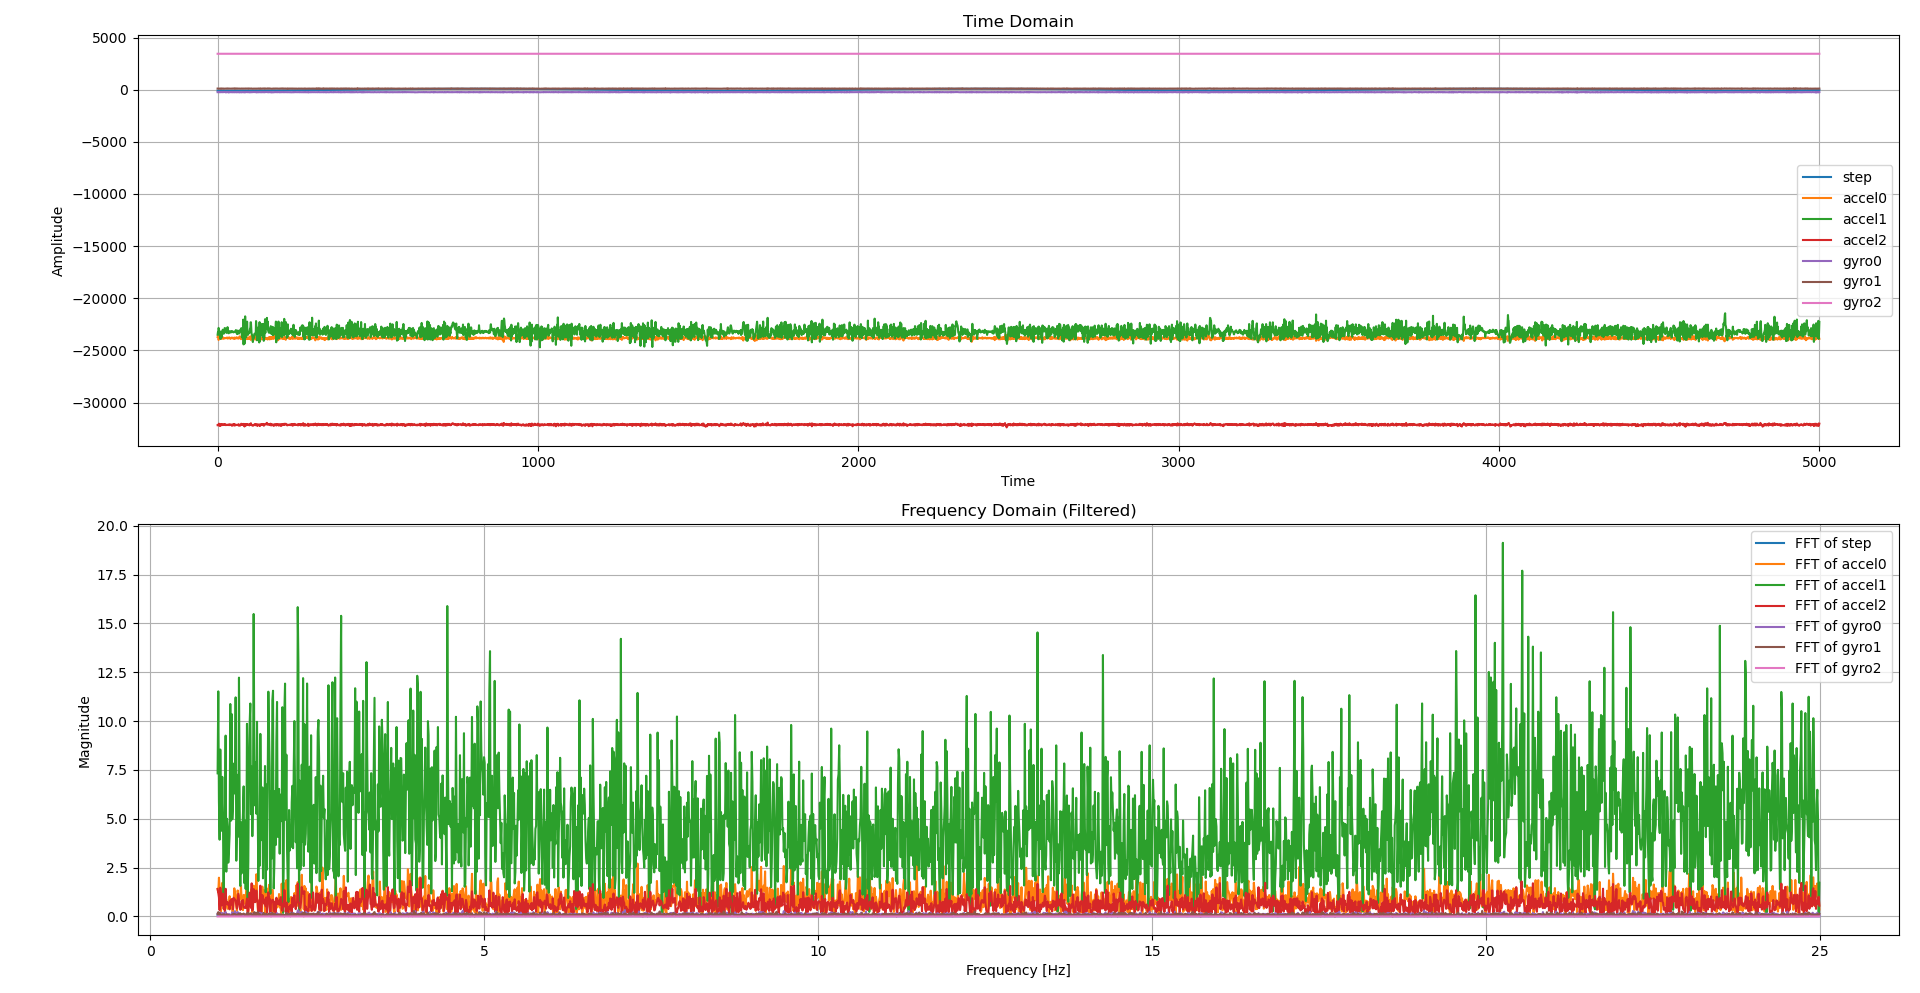 Time Domain
5000
0
−5000
−10000
−15000
−20000
−25000
−30000
Amplitude
step
accel0
accel1
accel2
gyro0
gyro1
gyro2
0 1000 2000 3000 4000 5000
Time
Frequency Domain (Filtered)
20.0
17.5
15.0
12.5
10.0
7.5
5.0
2.5
0.0
Magnitude
FFT of step
FFT of accel0
FFT of accel1
FFT of accel2
FFT of gyro0
FFT of gyro1
FFT of gyro2
0 5 10 15 20 25
Frequency [Hz]